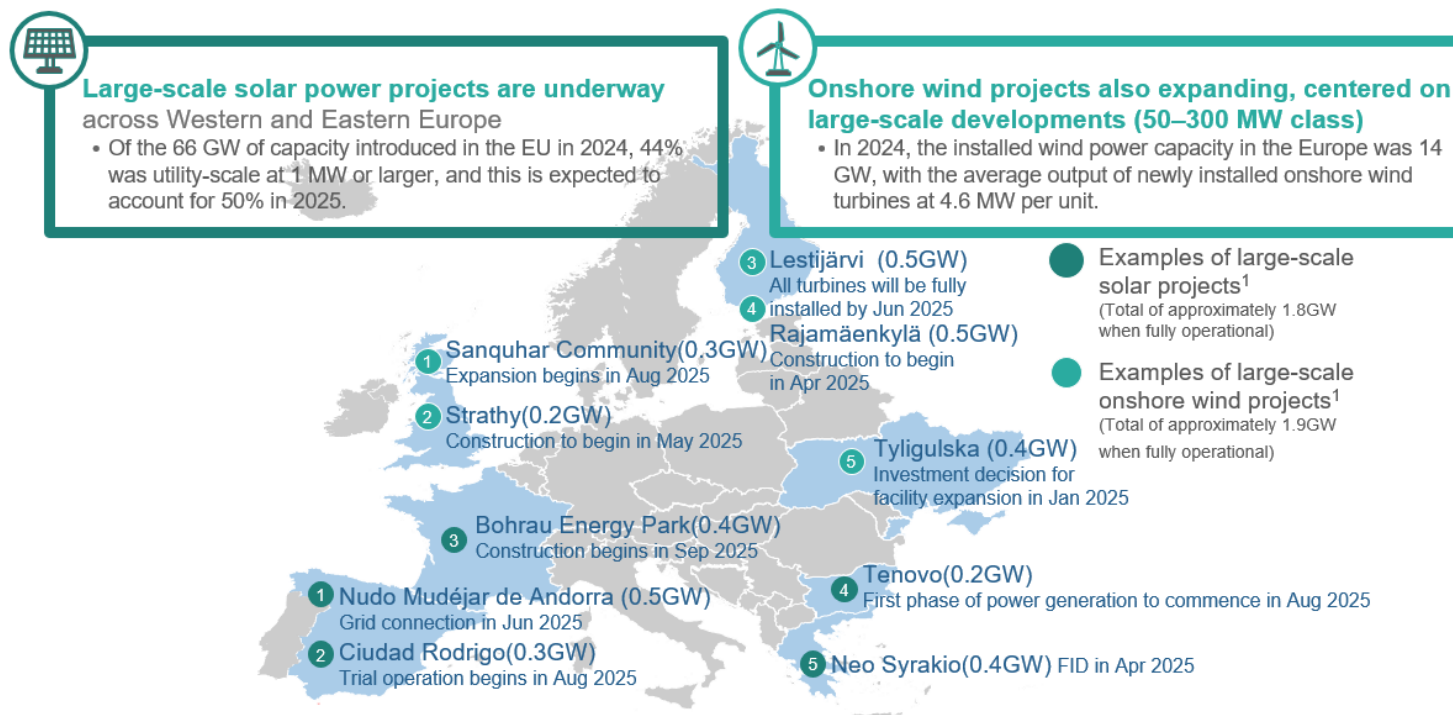 Large-scale solar power projects are underway
across Western and Eastern Europe
• Of the 66 GW of capacity introduced in the EU in 2024, 44%
was utility-scale at 1 MW or larger, and this is expected to
account for 50% in 2025.
Onshore wind projects also expanding, centered on
large-scale developments (50–300 MW class)
• In 2024, the installed wind power capacity in the Europe was 14
GW, with the average output of newly installed onshore wind
turbines at 4.6 MW per unit.
3 Lestijärvi (0.5GW)
All turbines will be fully
installed by Jun 2025
4
Rajamäenkylä (0.5GW)
Construction to begin
in Apr 2025
Examples of large-scale
solar projects1
(Total of approximately 1.8GW
when fully operational)
Examples of large-scale
onshore wind projects1
(Total of approximately 1.9GW
when fully operational)
1 Sanquhar Community(0.3GW)
Expansion begins in Aug 2025
2 Strathy(0.2GW)
Construction to begin in May 2025
5 Tyligulska (0.4GW)
Investment decision for
facility expansion in Jan 2025
3 Bohrau Energy Park(0.4GW)
Construction begins in Sep 2025
1 Nudo Mudéjar de Andorra (0.5GW)
Grid connection in Jun 2025
2 Ciudad Rodrigo(0.3GW)
Trial operation begins in Aug 2025
4 Tenovo(0.2GW)
First phase of power generation to commence in Aug 2025
5 Neo Syrakio(0.4GW) FID in Apr 2025